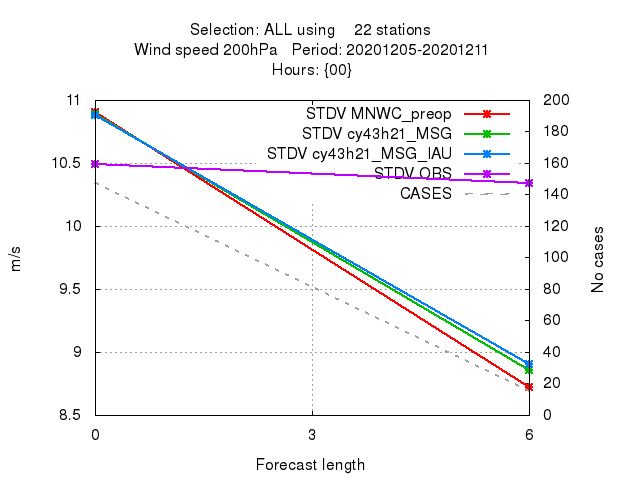 Selection: ALL using    22 stations
Wind speed 200hPa   Period: 20201205-20201211
Hours: {00}
11
10.5
10
9.5
9
8.5
m/s
STDV MNWC_preop
STDV cy43h21_MSG
STDV cy43h21_MSG_IAU
STDV OBS
CASES
200
180
160
140
120
100
80
60
40
20
0
No cases
0
3
6
Forecast length